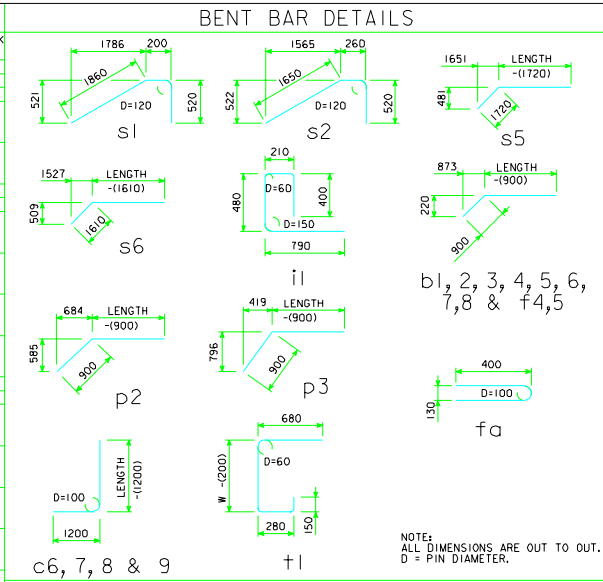 BENT BAR DETAILS
1786
200
1860
521
D=120
520
s1
1565
260
1650
522
D=120
520
s2
1651
LENGTH
-(1720)
481
1720
s5
1527
LENGTH
-(1610)
509
1610
s6
210
D=60
480
400
D=150
790
i1
873
LENGTH
-(900)
220
900
b1, 2, 3, 4, 5, 6,
7,8 & f4,5
684
LENGTH
-(900)
585
900
p2
419
LENGTH
-(900)
796
900
p3
400
D=100
130
fa
D=100
LENGTH
-(1200)
1200
c6, 7, 8 & 9
680
D=60
W -(200)
280
150
t1
NOTE:
ALL DIMENSIONS ARE OUT TO OUT.
D = PIN DIAMETER.